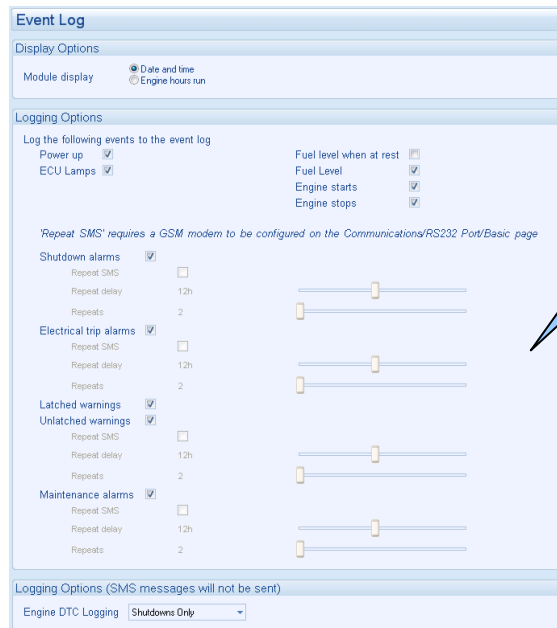 Event Log
Display Options
Module display
Date and time
Engine hours run
Logging Options
Log the following events to the event log
Power up
Fuel level when at rest
ECU Lamps
Fuel Level
Engine starts
Engine stops
'Repeat SMS' requires a GSM modem to be configured on the Communications/RS232 Port/Basic page
Shutdown alarms
Repeat SMS
Repeat delay 12h
Repeats 2
Electrical trip alarms
Repeat SMS
Repeat delay 12h
Repeats 2
Latched warnings
Unlatched warnings
Repeat SMS
Repeat delay 12h
Repeats 2
Maintenance alarms
Repeat SMS
Repeat delay 12h
Repeats 2
Logging Options (SMS messages will not be sent)
Engine DTC Logging Shutdowns Only